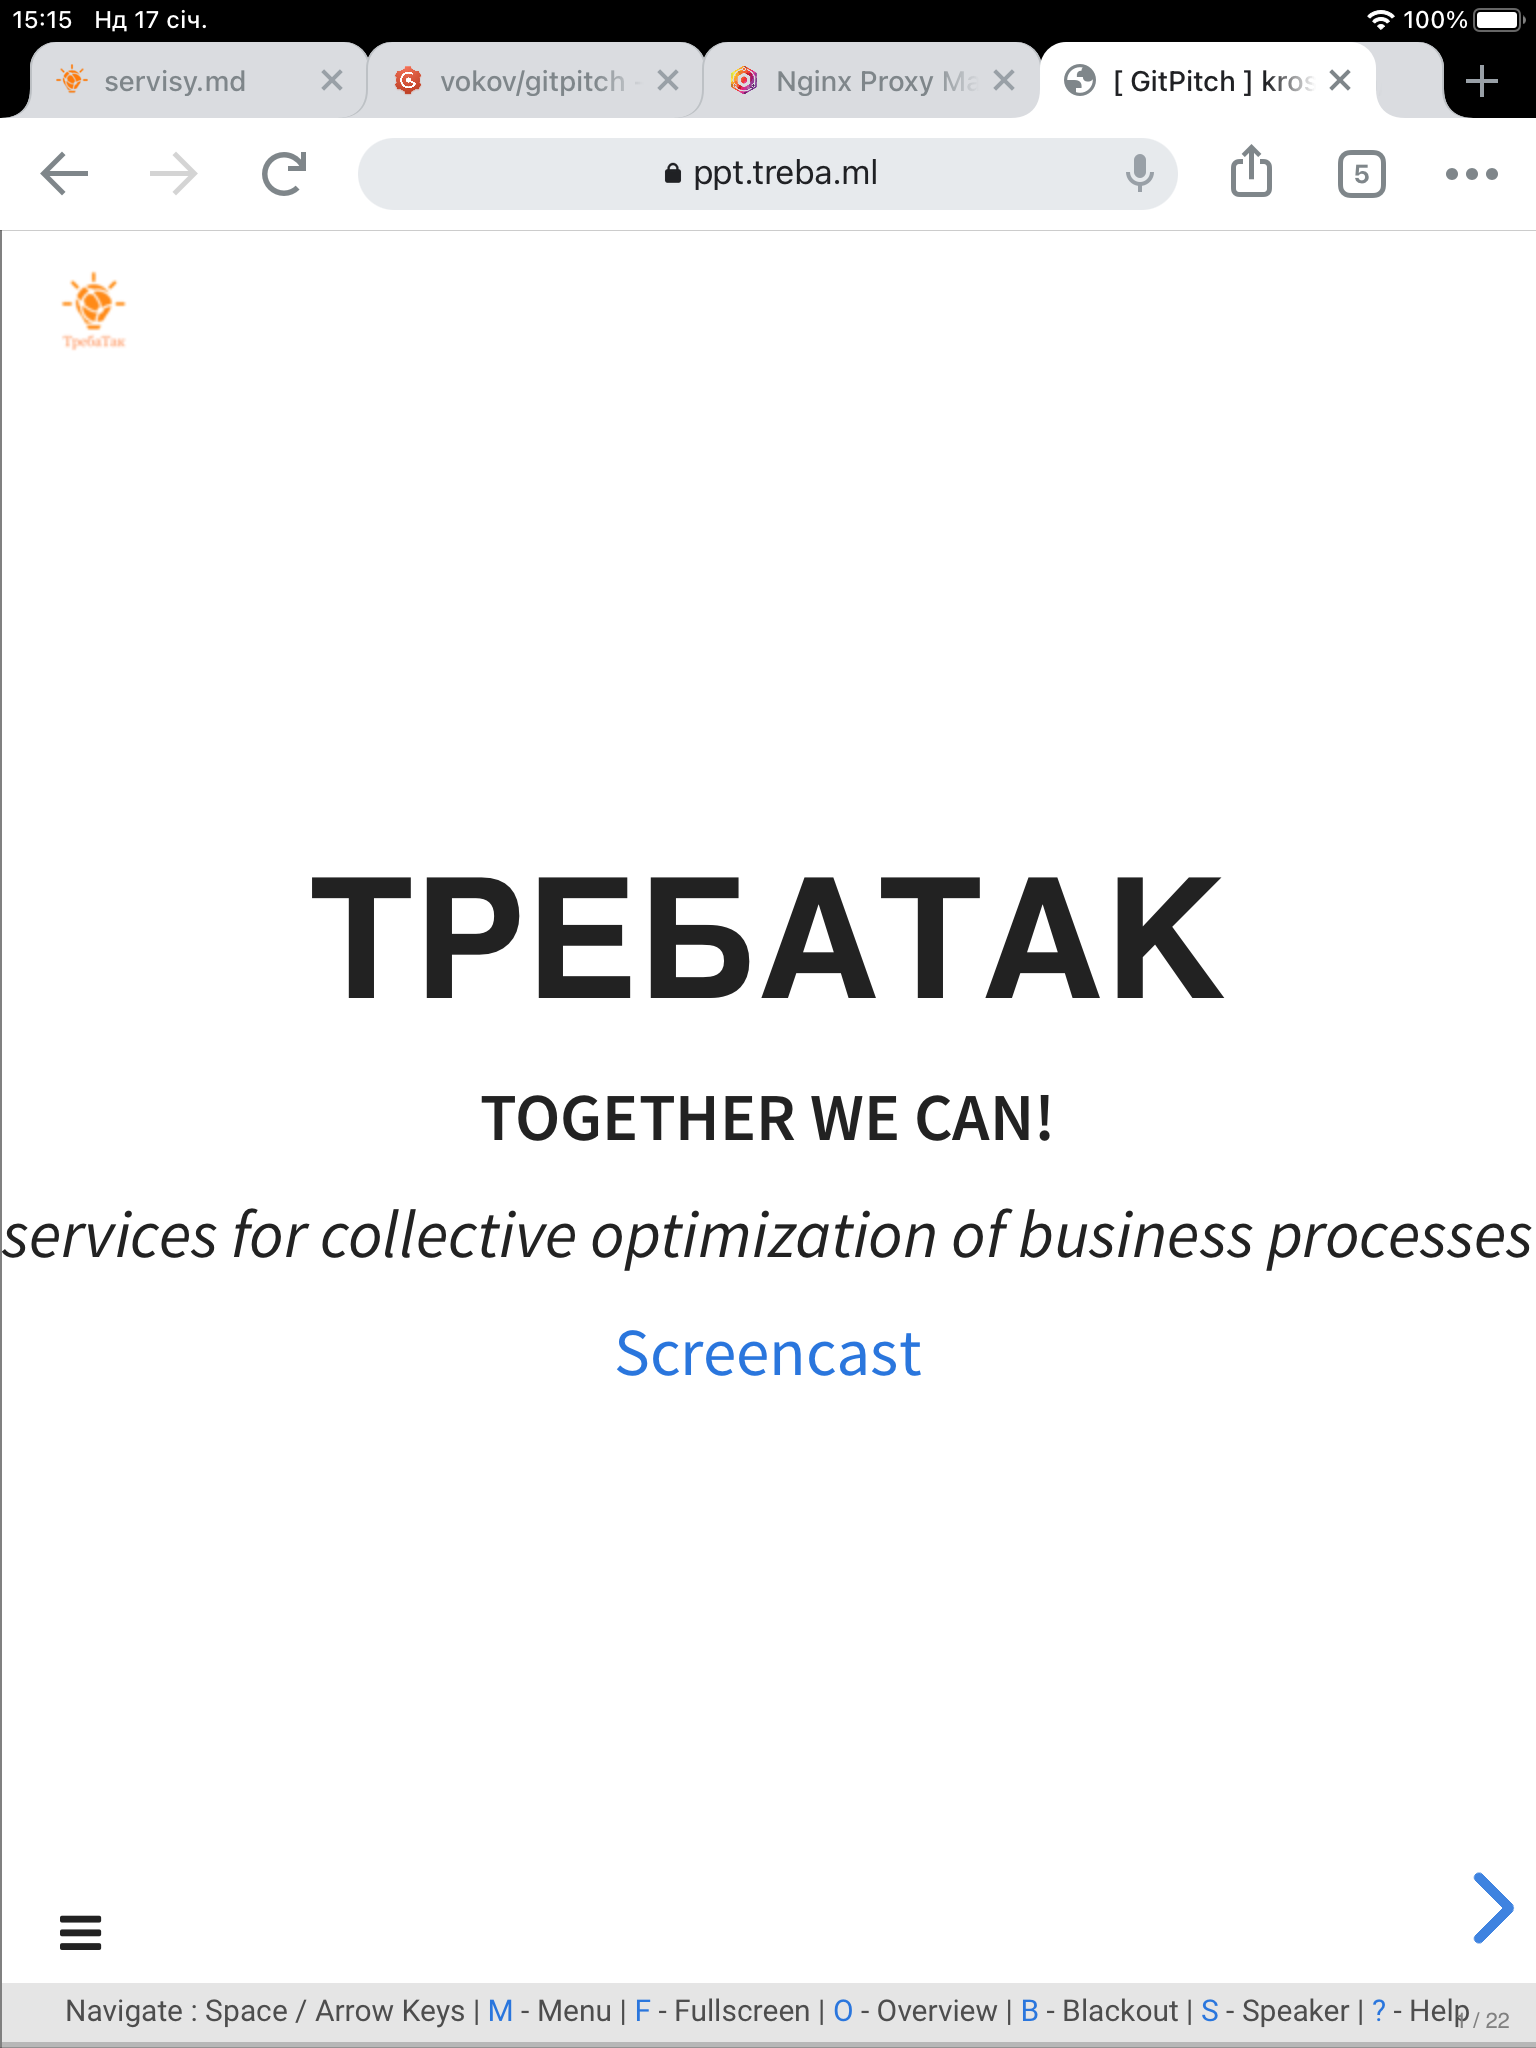 15:15 Нд 17 січ. 100%
servisy.md
vokov/gitpitch -
Nginx Proxy Ma
[ GitPitch ] kros
ppt.treba.ml
5
ТребаТак
ТРЕБАТАК
TOGETHER WE CAN!
services for collective optimization of business processes
Screencast
Navigate : Space / Arrow Keys | M - Menu | F - Fullscreen | O - Overview | B - Blackout | S - Speaker | ? - Help
1 / 22